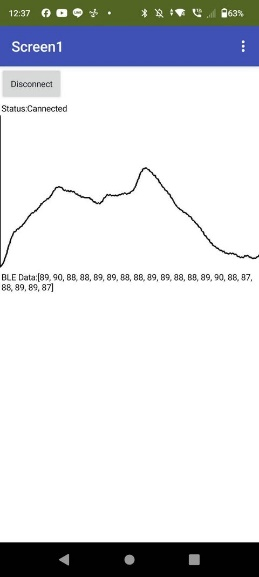 12:37
63%
Screen1
Disconnect
Status:Cannected
BLE Data:[89, 90, 88, 88, 89, 89, 88, 88, 89, 89, 88, 88, 89, 90, 88, 87,
88, 89, 89, 87]